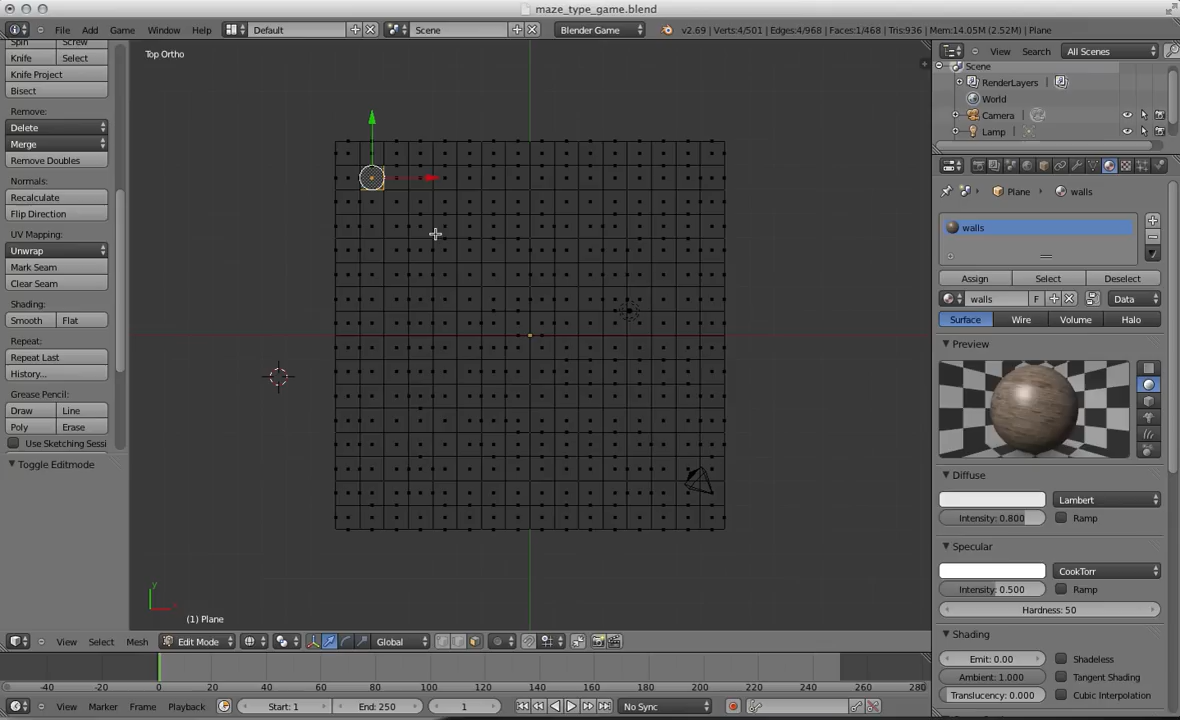 maze_type_game.blend
File Add Game Window Help Default Scene Blender Game v2.69 | Verts:4/501 | Edges:4/968 | Faces:1/468 | Tris:936 | Mem:14.05M (2.52M) | Plane
Spin Screw
Knife Select
Knife Project
Bisect
Remove:
Delete
Merge
Remove Doubles
Normals:
Recalculate
Flip Direction
UV Mapping:
Unwrap
Mark Seam
Clear Seam
Shading:
Smooth Flat
Repeat:
Repeat Last
History...
Grease Pencil:
Draw Line
Poly Erase
Use Sketching Sessi
Toggle Editmode
Top Ortho
y
x
(1) Plane
View Select Mesh Edit Mode Global
View Search All Scenes
Scene
RenderLayers
World
Camera
Lamp
Plane walls
walls
Assign Select Deselect
walls F Data
Surface Wire Volume Halo
Preview
Diffuse
Lambert
Intensity: 0.800 Ramp
Specular
CookTorr
Intensity: 0.500 Ramp
Hardness: 50
Shading
Emit: 0.00 Shadeless
Ambient: 1.000 Tangent Shading
Translucency: 0.000 Cubic Interpolation
-40 -20 0 20 40 60 80 100 120 140 160 180 200 220 240 260 280
View Marker Frame Playback Start: 1 End: 250 1 No Sync